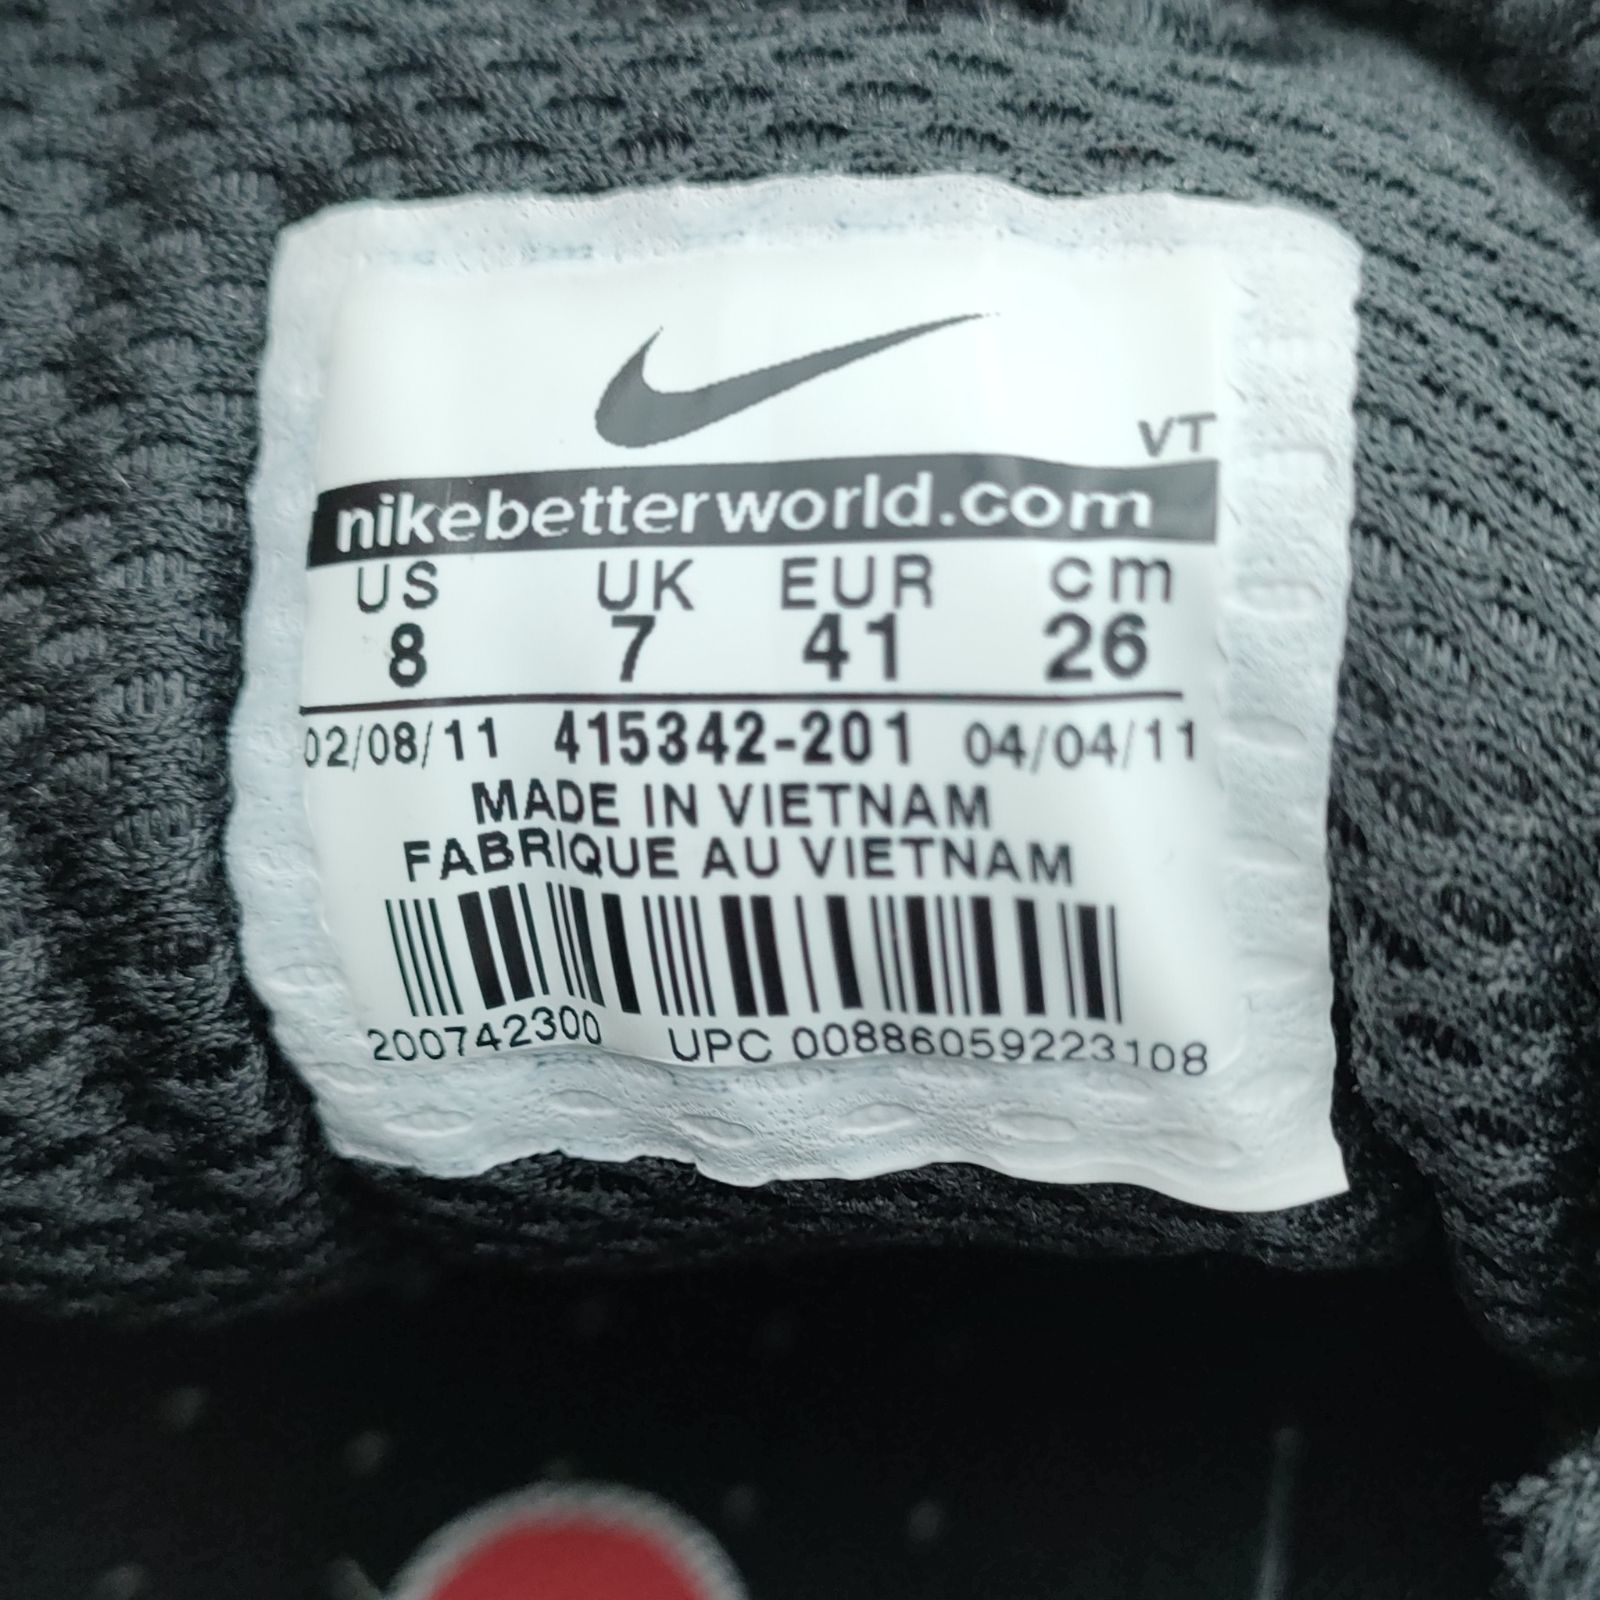 VT
nikebetterworld.com
US UK EUR cm
8 7 41 26
02/08/11 415342-201 04/04/11
MADE IN VIETNAM
FABRIQUE AU VIETNAM
200742300 UPC 00886059223108